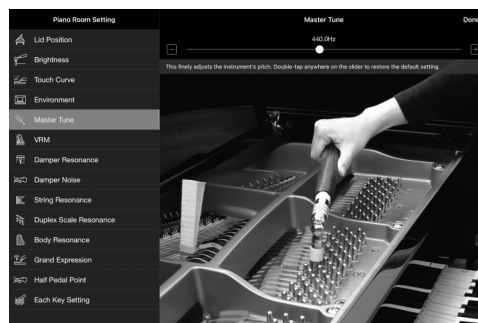 Piano Room Setting
Master Tune
Done
Lid Position
Brightness
Touch Curve
Environment
Master Tune
VRM
Damper Resonance
Damper Noise
String Resonance
Duplex Scale Resonance
Body Resonance
Grand Expression
Half Pedal Point
Each Key Setting
440.0Hz
This finely adjusts the instrument's pitch. Double-tap anywhere on the slider to restore the default setting.